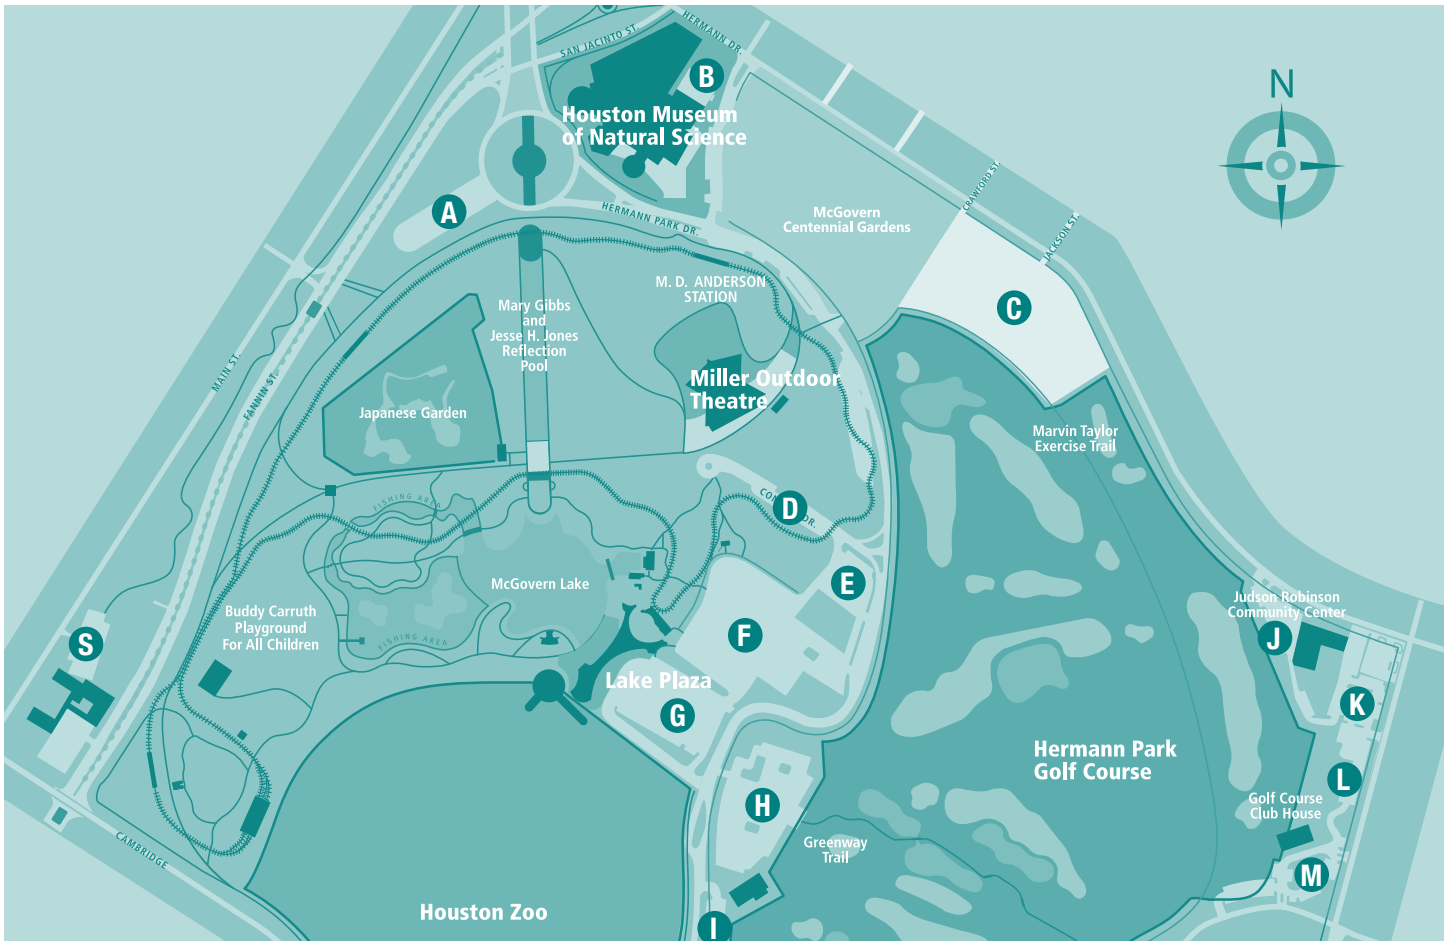 HERMANN DR.
SAN JACINTO ST.
N
B
Houston Museum
of Natural Science
A
HERMANN PARK DR.
McGovern
Centennial Gardens
CRAWFORD ST.
JACKSON ST.
M. D. ANDERSON
STATION
C
Mary Gibbs
and
Jesse H. Jones
Reflection
Pool
MAIN ST.
FANNIN ST.
Miller Outdoor
Theatre
Japanese Garden
Marvin Taylor
Exercise Trail
FISHING AREA
D
DR.
McGovern Lake
E
Judson Robinson
Community Center
Buddy Carruth
Playground
For All Children
FISHING AREA
S
F
J
Lake Plaza
G
K
Hermann Park
Golf Course
L
H
Golf Course
Club House
CAMBRIDGE
Greenway
Trail
M
Houston Zoo
I